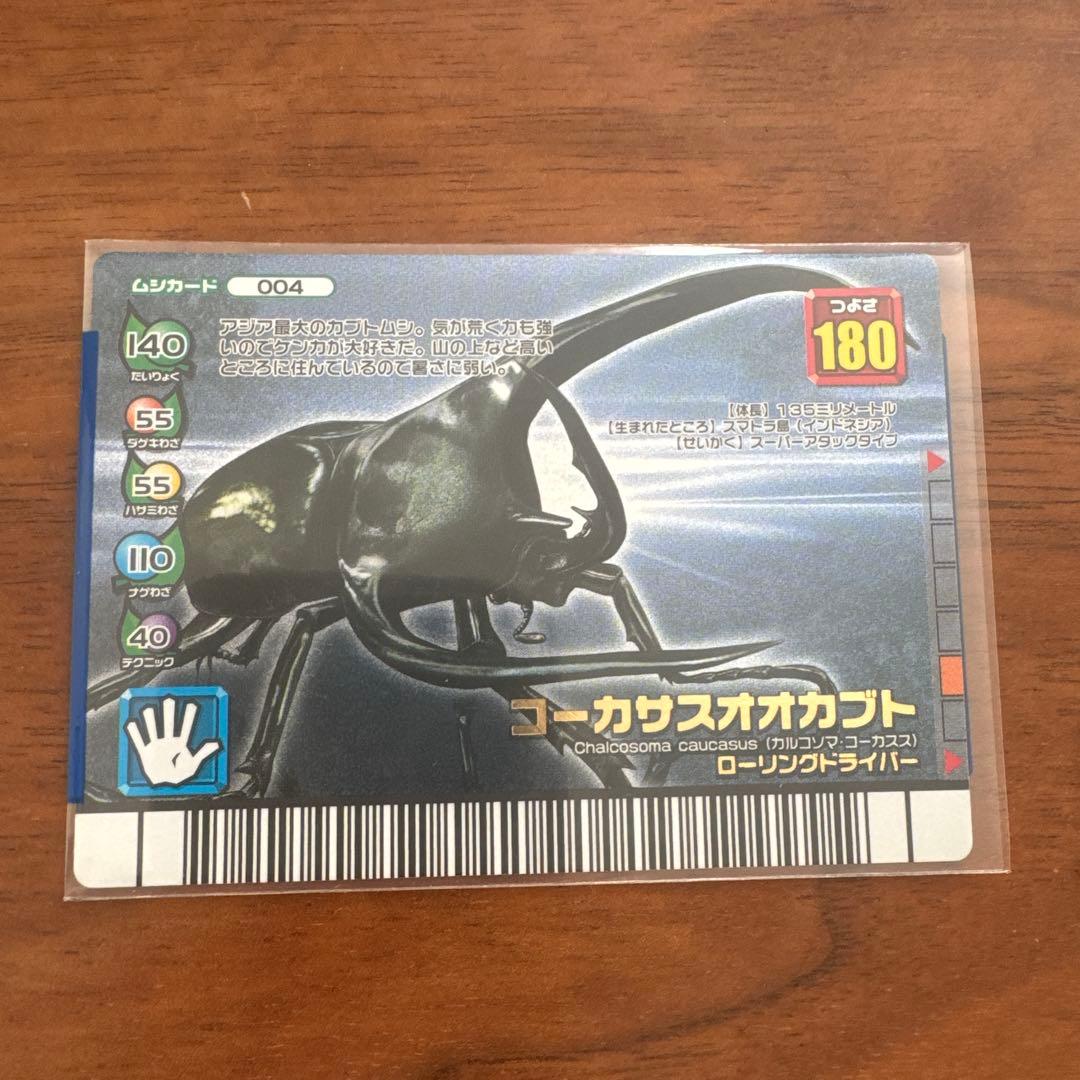 ムシカード 004
アジア最大のカブトムシ。気が荒く力も強
いのでケンカが大好きだ。山の上など高い
ところに住んでいるので暑さに弱い。
つよさ
180
140
たいりょく
55
ダゲキわざ
55
ハサミわざ
110
ナゲわざ
40
テクニック
【体長】135ミリメートル
【生まれたところ】スマトラ島(インドネシア)
【せいかく】スーパーアタックタイプ
コーカサスオオカブト
Chalcosoma caucasus (カルコソマ・コーカスス)
ローリングドライバー